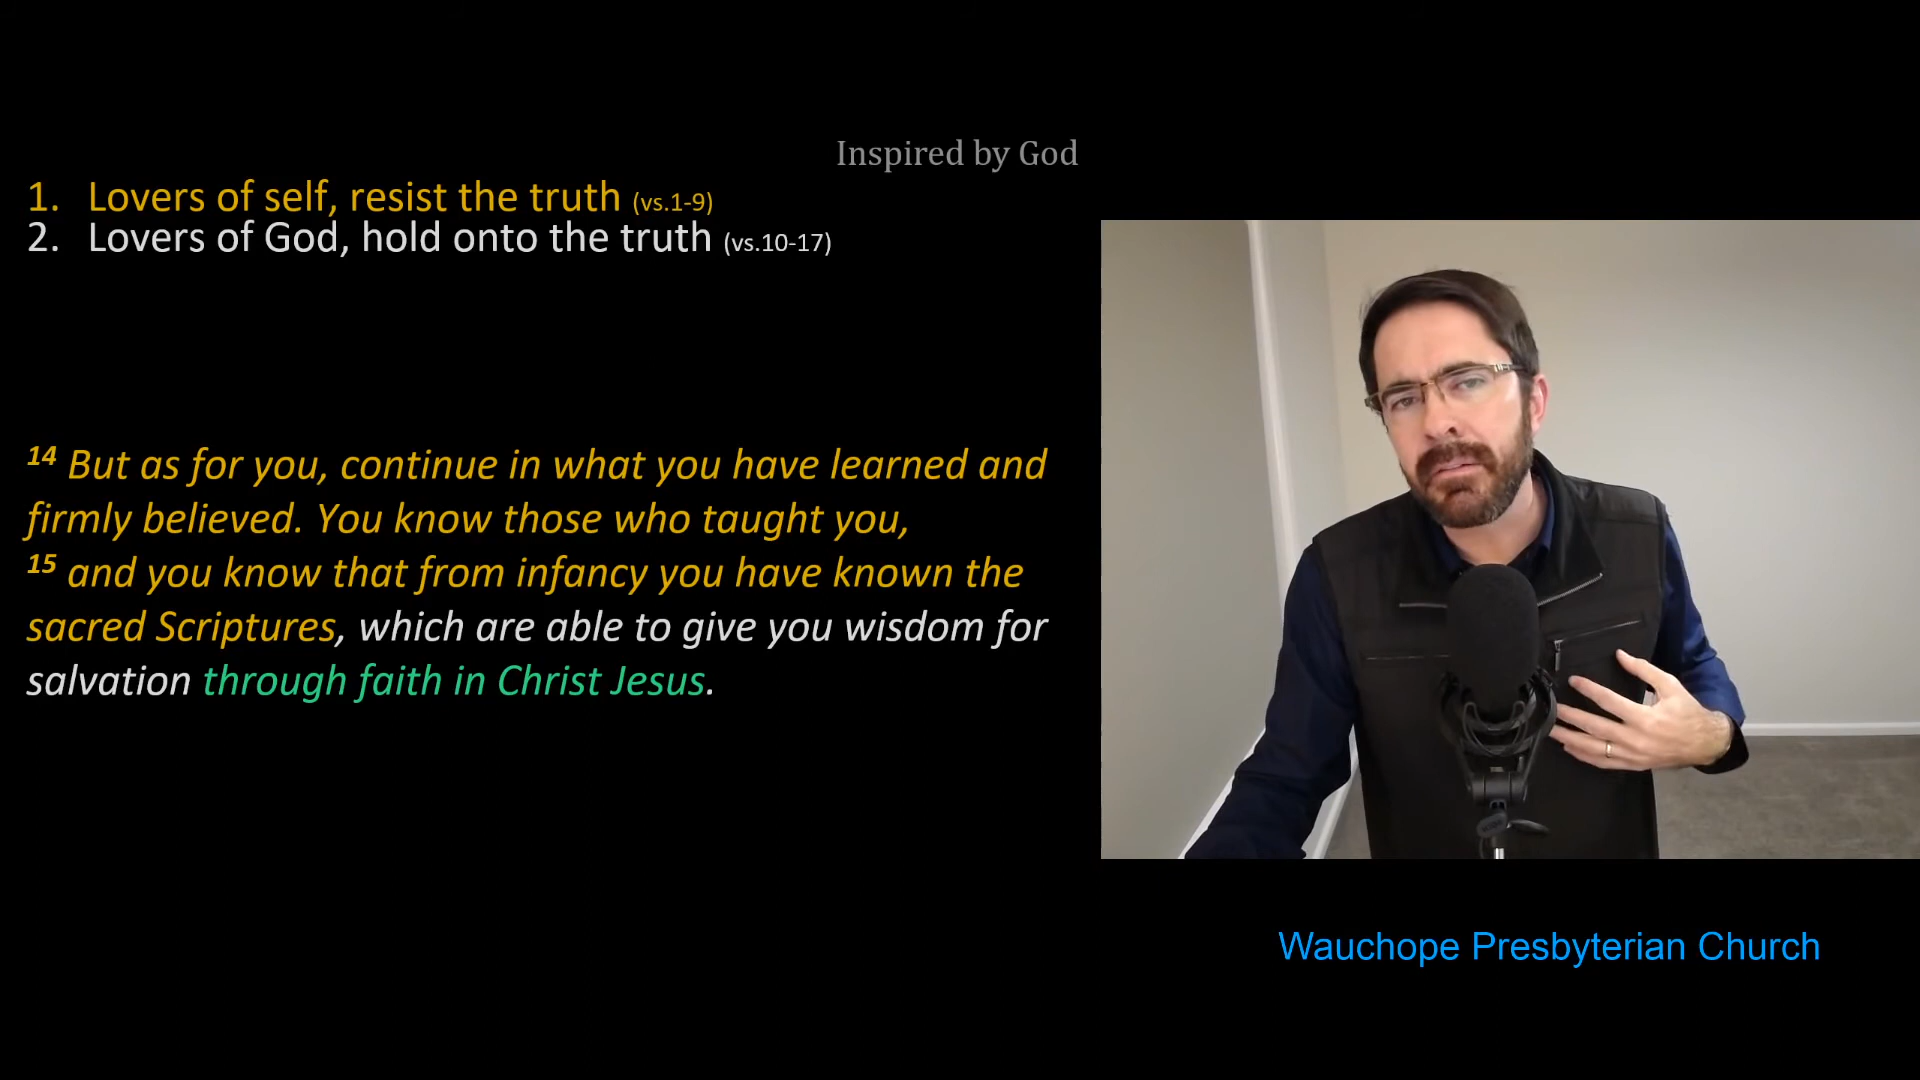 Inspired by God
1. Lovers of self, resist the truth (vs.1-9)
2. Lovers of God, hold onto the truth (vs.10-17)
14 But as for you, continue in what you have learned and
firmly believed. You know those who taught you,
15 and you know that from infancy you have known the
sacred Scriptures, which are able to give you wisdom for
salvation through faith in Christ Jesus.
Wauchope Presbyterian Church